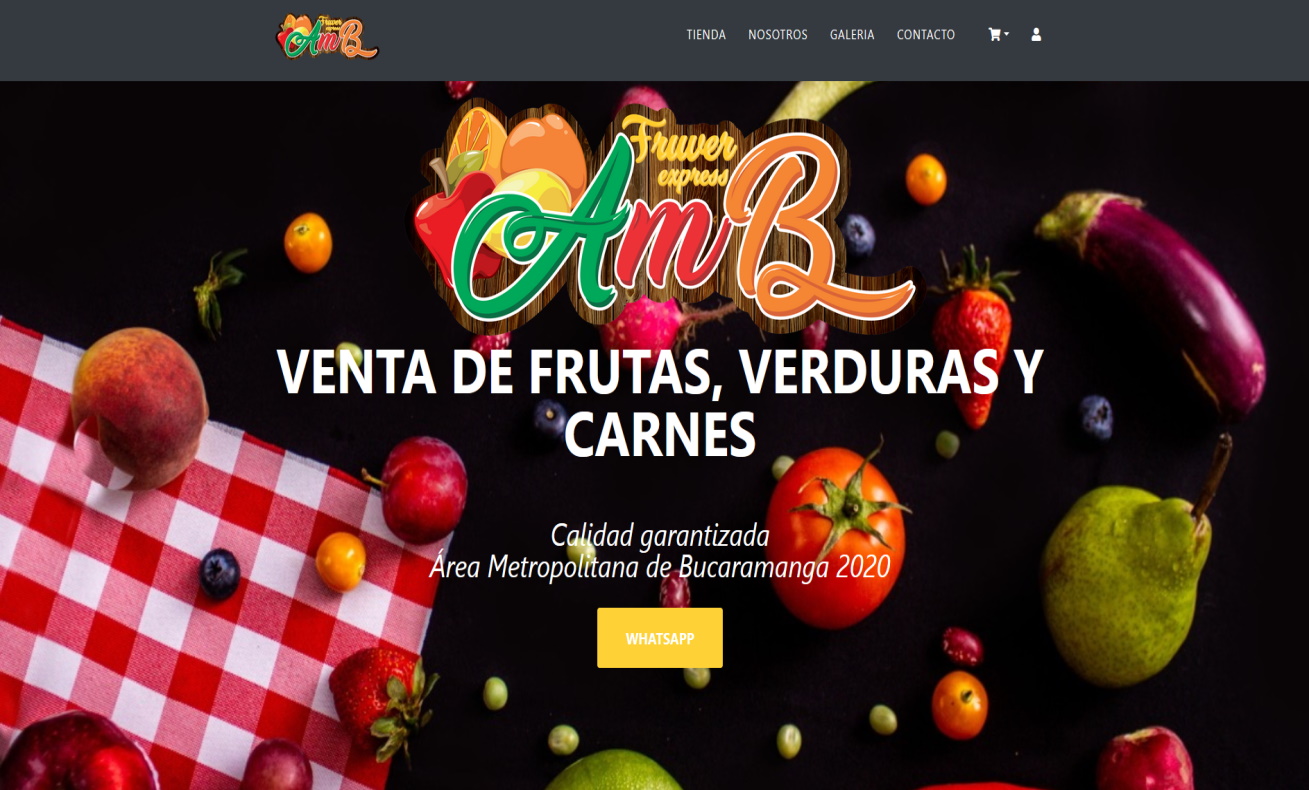 Fruver
express
AmB
TIENDA NOSOTROS GALERIA CONTACTO
Fruver
express
AmB
VENTA DE FRUTAS, VERDURAS Y
CARNES
Calidad garantizada
Área Metropolitana de Bucaramanga 2020
WHATSAPP